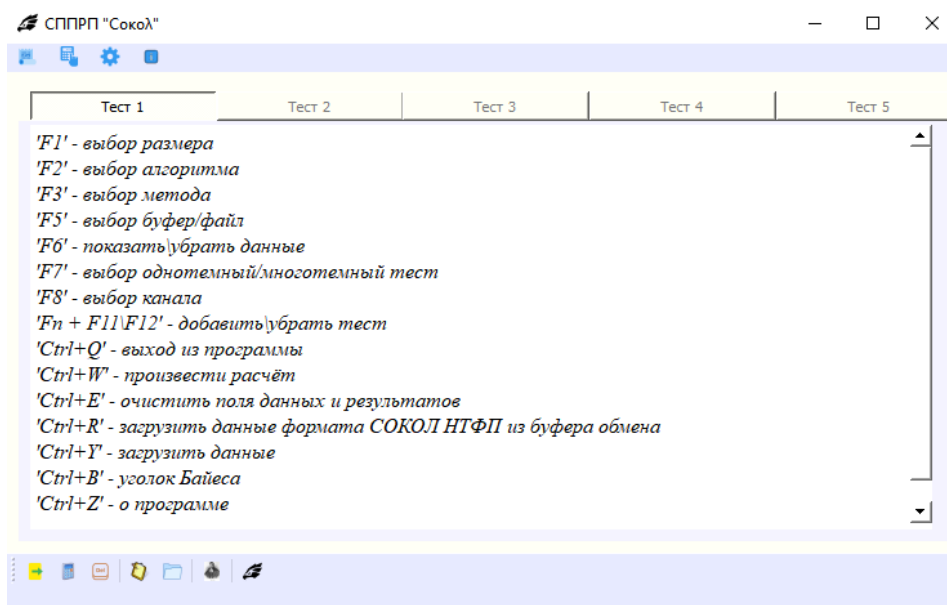 СППРП "Сокоλ"
Тест 1 Тест 2 Тест 3 Тест 4 Тест 5
'F1' - выбор размера
'F2' - выбор алгоритма
'F3' - выбор метода
'F5' - выбор буфер/файл
'F6' - показать\убрать данные
'F7' - выбор однотемный/многотемный тест
'F8' - выбор канала
'Fn + F11\F12' - добавить\убрать тест
'Ctrl+Q' - выход из программы
'Ctrl+W' - произвести расчёт
'Ctrl+E' - очистить поля данных и результатов
'Ctrl+R' - загрузить данные формата СОКОЛ НТФП из буфера обмена
'Ctrl+Y' - загрузить данные
'Ctrl+B' - уголок Байеса
'Ctrl+Z' - о программе